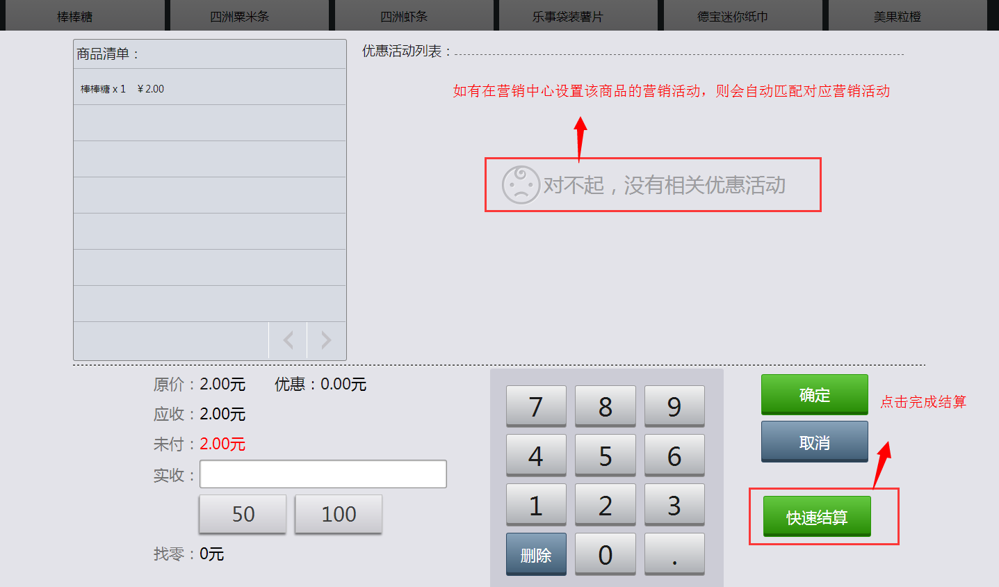 棒棒糖 四洲粟米条 四洲虾条 乐事袋装薯片 德宝迷你纸巾 美果粒橙
商品清单：
棒棒糖 x 1 ￥2.00
优惠活动列表：
如有在营销中心设置该商品的营销活动，则会自动匹配对应营销活动
对不起，没有相关优惠活动
原价：2.00元 优惠：0.00元
应收：2.00元
未付：2.00元
实收：
50 100
找零：0元
7 8 9
4 5 6
1 2 3
删除 0 .
确定
点击完成结算
取消
快速结算